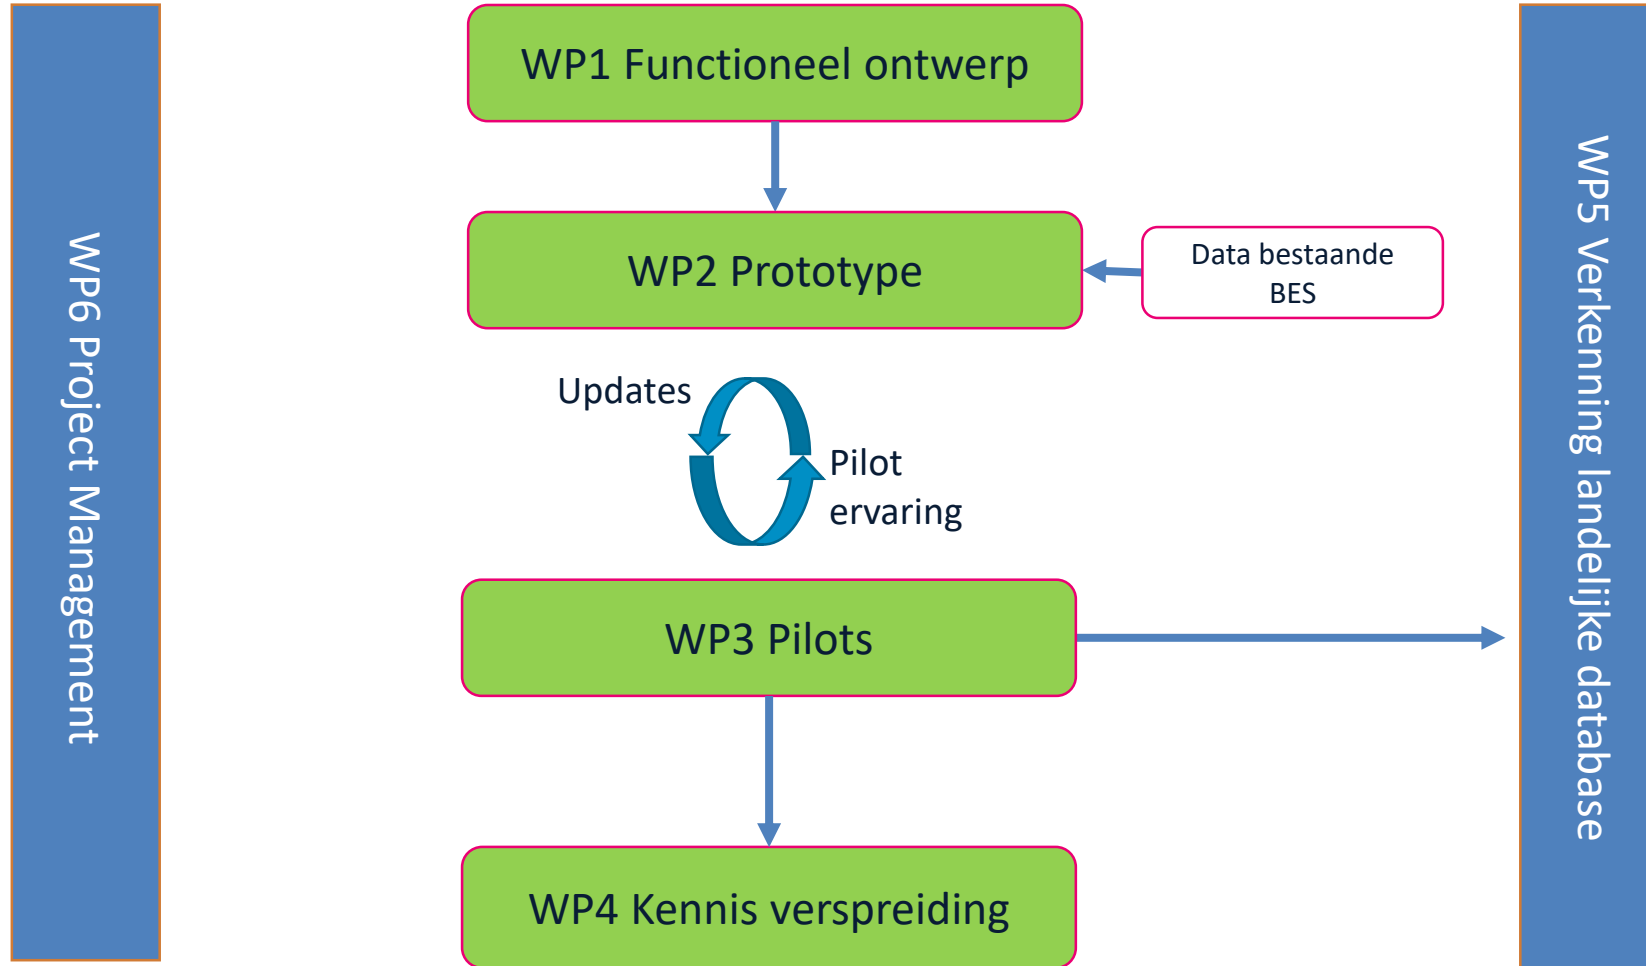 WP6 Project Management
WP1 Functioneel ontwerp
WP2 Prototype
Data bestaande
BES
Updates
Pilot
ervaring
WP3 Pilots
WP4 Kennis verspreiding
WP5 Verkenning landelijke database